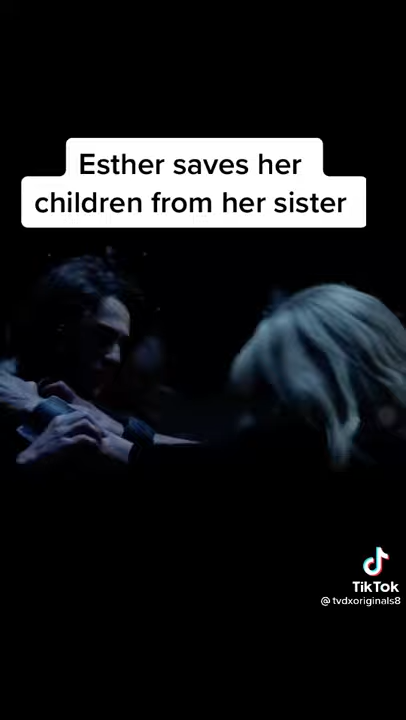 Esther saves her
children from her sister
TikTok
@tvdxoriginals8